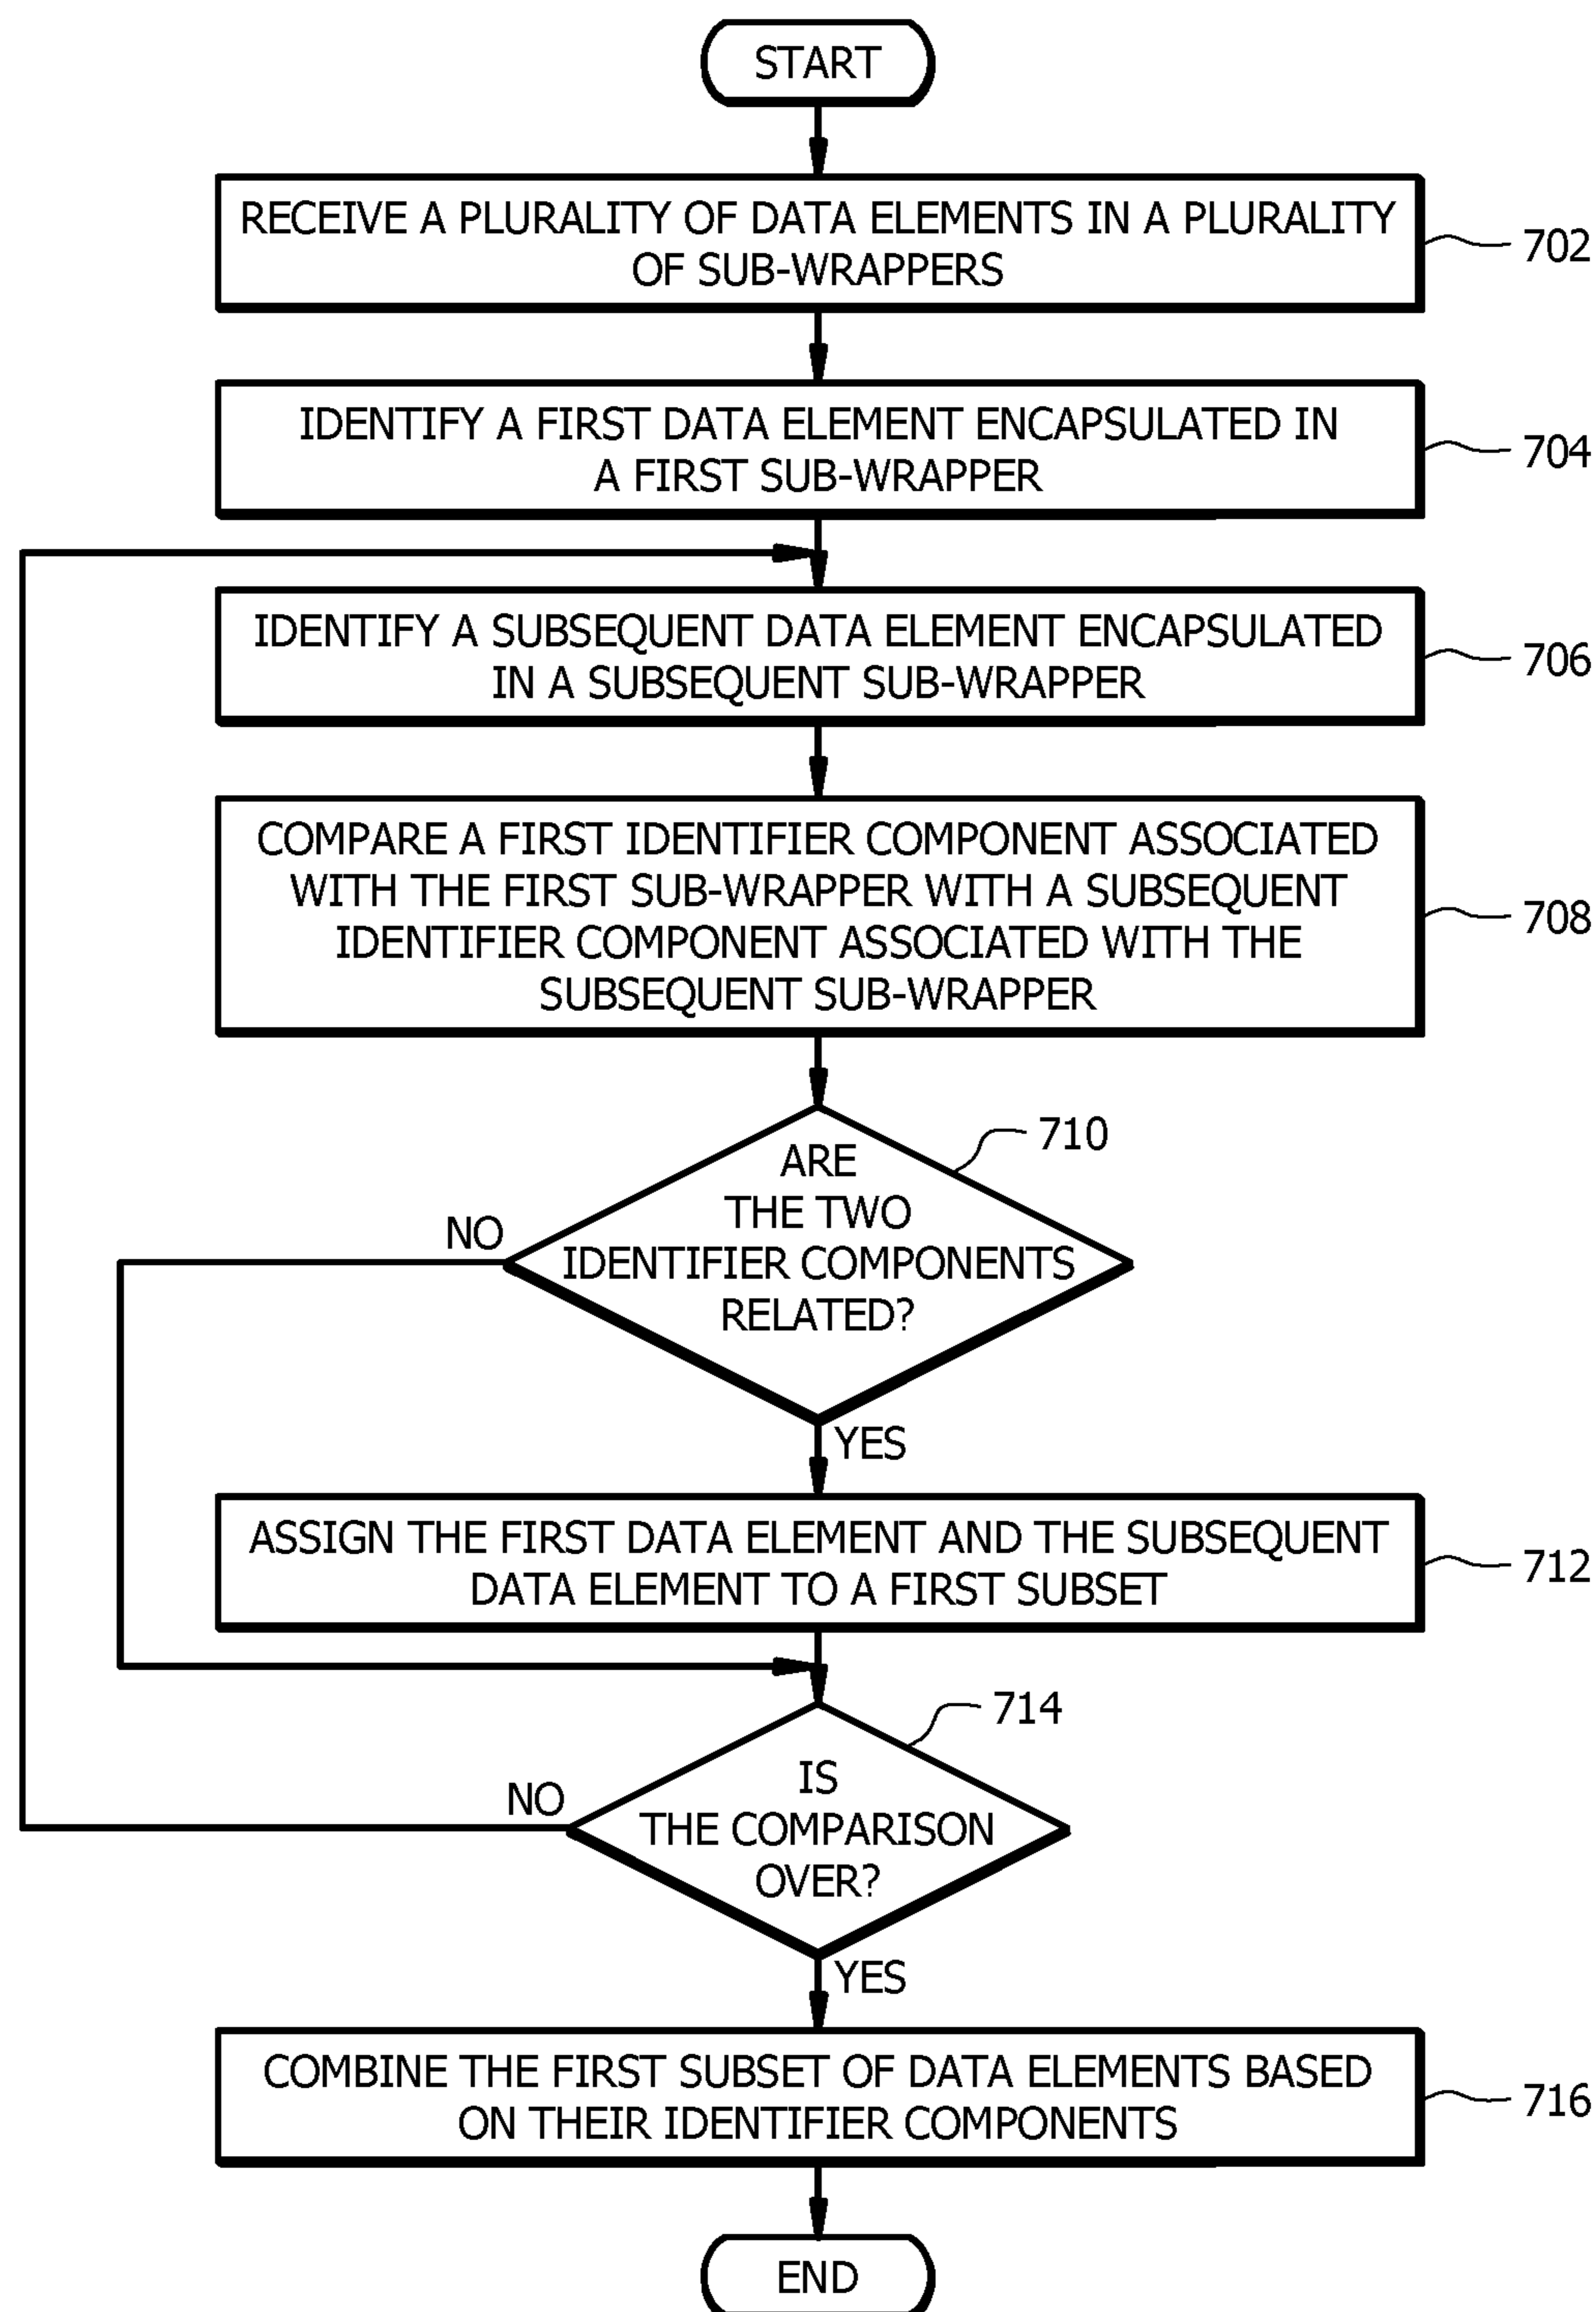 START
RECEIVE A PLURALITY OF DATA ELEMENTS IN A PLURALITY
OF SUB-WRAPPERS
702
IDENTIFY A FIRST DATA ELEMENT ENCAPSULATED IN
A FIRST SUB-WRAPPER
704
IDENTIFY A SUBSEQUENT DATA ELEMENT ENCAPSULATED
IN A SUBSEQUENT SUB-WRAPPER
706
COMPARE A FIRST IDENTIFIER COMPONENT ASSOCIATED
WITH THE FIRST SUB-WRAPPER WITH A SUBSEQUENT
IDENTIFIER COMPONENT ASSOCIATED WITH THE
SUBSEQUENT SUB-WRAPPER
708
710
ARE
THE TWO
IDENTIFIER COMPONENTS
RELATED?
NO
YES
ASSIGN THE FIRST DATA ELEMENT AND THE SUBSEQUENT
DATA ELEMENT TO A FIRST SUBSET
712
714
IS
THE COMPARISON
OVER?
NO
YES
COMBINE THE FIRST SUBSET OF DATA ELEMENTS BASED
ON THEIR IDENTIFIER COMPONENTS
716
END